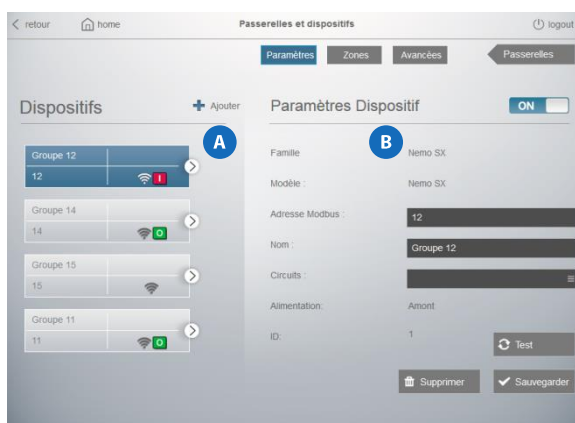 retour home Passerelles et dispositifs logout
Paramètres Zones Avancées Passerelles
Dispositifs Ajouter
A
Groupe 12
12 I
Groupe 14
14 O
Groupe 15
15
Groupe 11
11 O
Paramètres Dispositif ON
B
Famille Nemo SX
Modèle : Nemo SX
Adresse Modbus : 12
Nom : Groupe 12
Circuits :
Alimentation: Amont
ID: 1
Test
Supprimer Sauvegarder